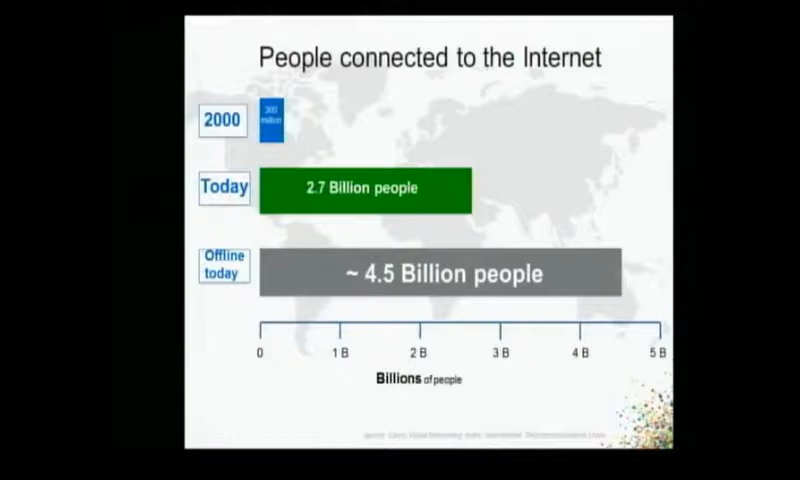 People connected to the Internet
2000
300
million
Today
2.7 Billion people
Offline
today
~ 4.5 Billion people
0 1 B 2 B 3 B 4 B 5 B
Billions of people